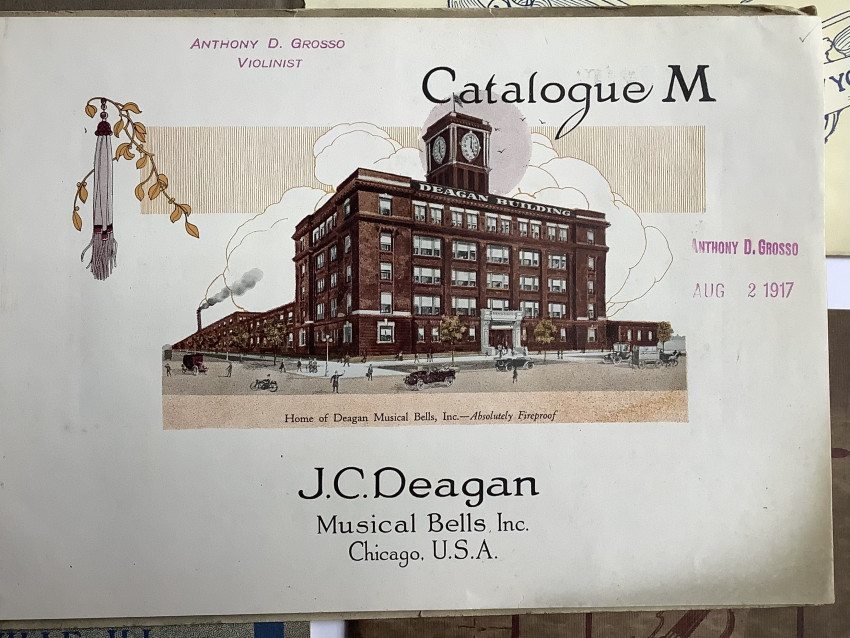 ANTHONY D. GROSSO
VIOLINIST
Catalogue M
DEAGAN BUILDING
ANTHONY D. GROSSO
AUG 2 1917
Home of Deagan Musical Bells, Inc.—Absolutely Fireproof
J.C. Deagan
Musical Bells, Inc.
Chicago, U.S.A.
YO